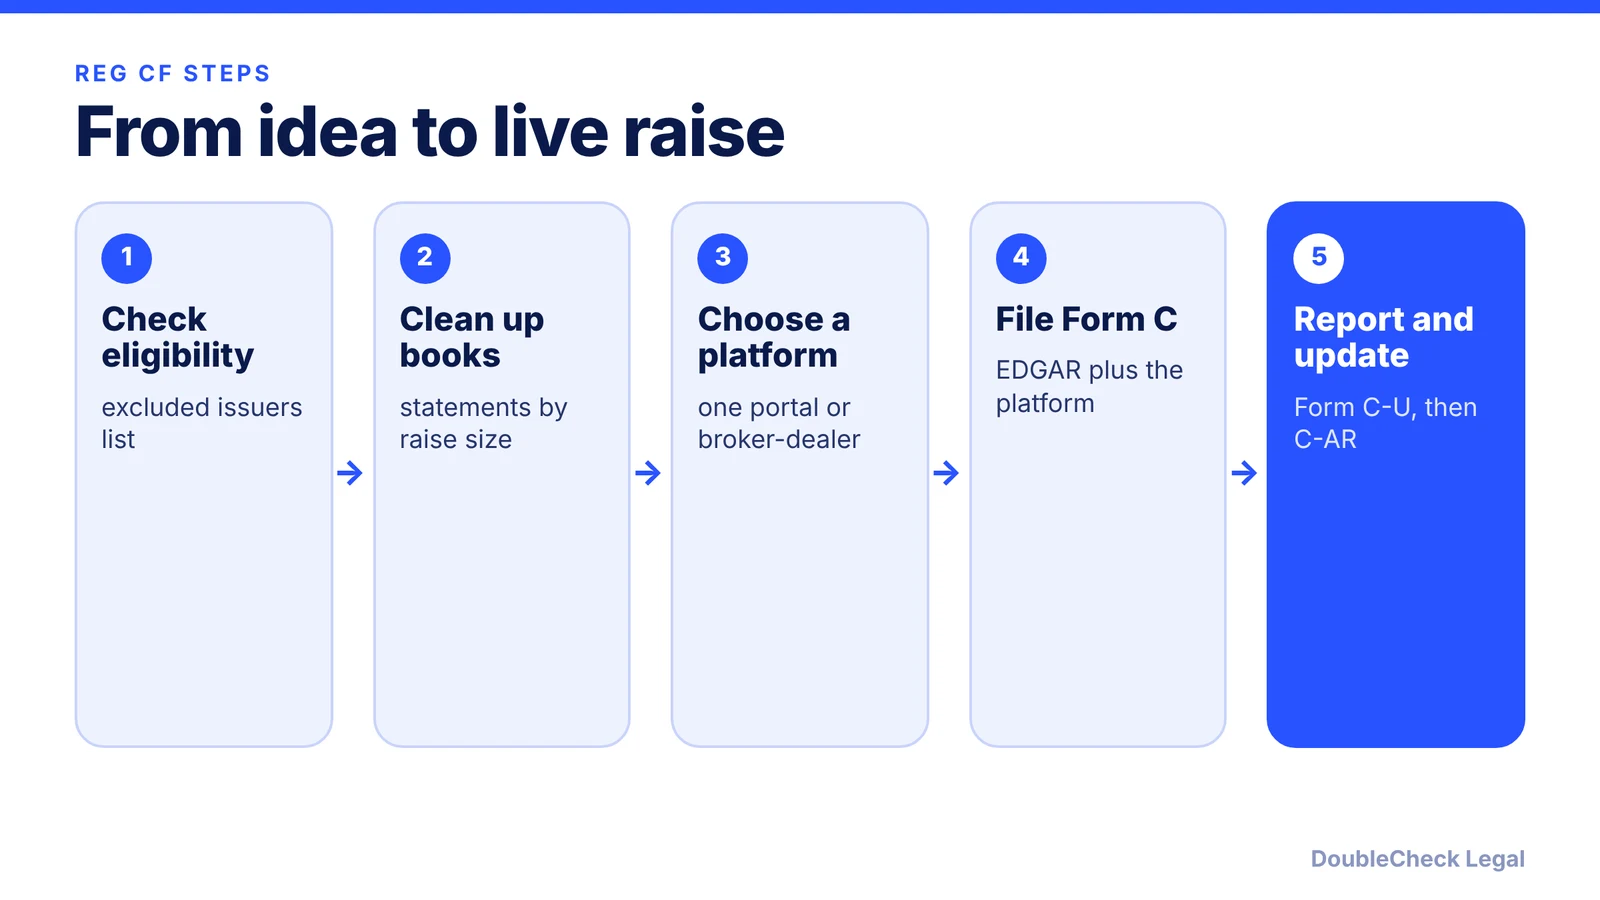 REG CF STEPS
From idea to live raise
1
Check
eligibility
excluded issuers
list
→
2
Clean up
books
statements by
raise size
→
3
Choose a
platform
one portal or
broker-dealer
→
4
File Form C
EDGAR plus the
platform
→
5
Report and
update
Form C-U, then
C-AR
DoubleCheck Legal